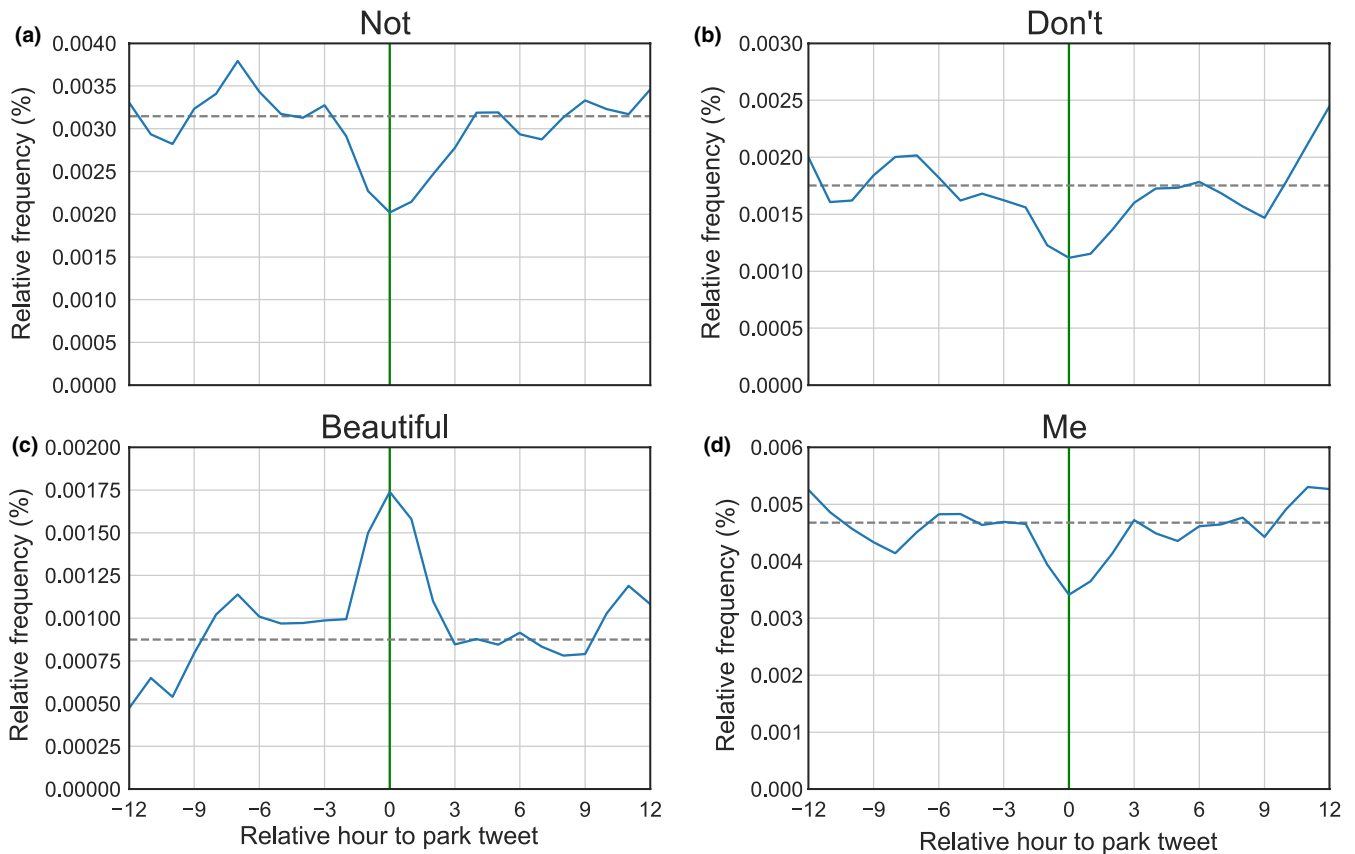 (a)
Not
Relative frequency (%)
0.0040
0.0035
0.0030
0.0025
0.0020
0.0015
0.0010
0.0005
0.0000
(b)
Don't
Relative frequency (%)
0.0030
0.0025
0.0020
0.0015
0.0010
0.0005
0.0000
(c)
Beautiful
Relative frequency (%)
0.00200
0.00175
0.00150
0.00125
0.00100
0.00075
0.00050
0.00025
0.00000
−12 −9 −6 −3 0 3 6 9 12
Relative hour to park tweet
(d)
Me
Relative frequency (%)
0.006
0.005
0.004
0.003
0.002
0.001
0.000
−12 −9 −6 −3 0 3 6 9 12
Relative hour to park tweet